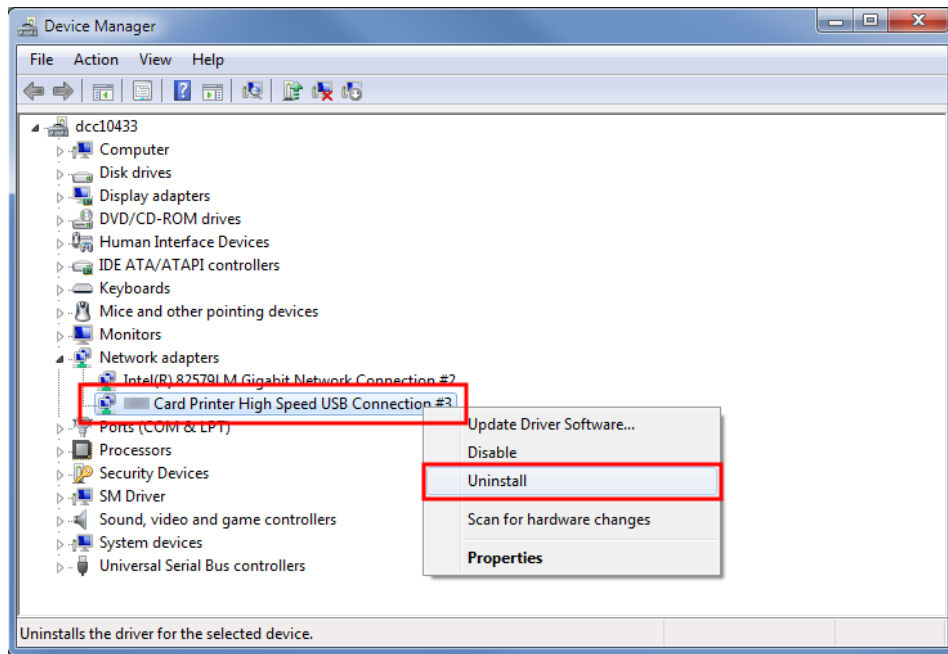 Device Manager
File Action View Help
dcc10433
Computer
Disk drives
Display adapters
DVD/CD-ROM drives
Human Interface Devices
IDE ATA/ATAPI controllers
Keyboards
Mice and other pointing devices
Monitors
Network adapters
Intel(R) 82579LM Gigabit Network Connection #2
Card Printer High Speed USB Connection #3
Ports (COM & LPT)
Processors
Security Devices
SM Driver
Sound, video and game controllers
System devices
Universal Serial Bus controllers
Update Driver Software...
Disable
Uninstall
Scan for hardware changes
Properties
Uninstalls the driver for the selected device.